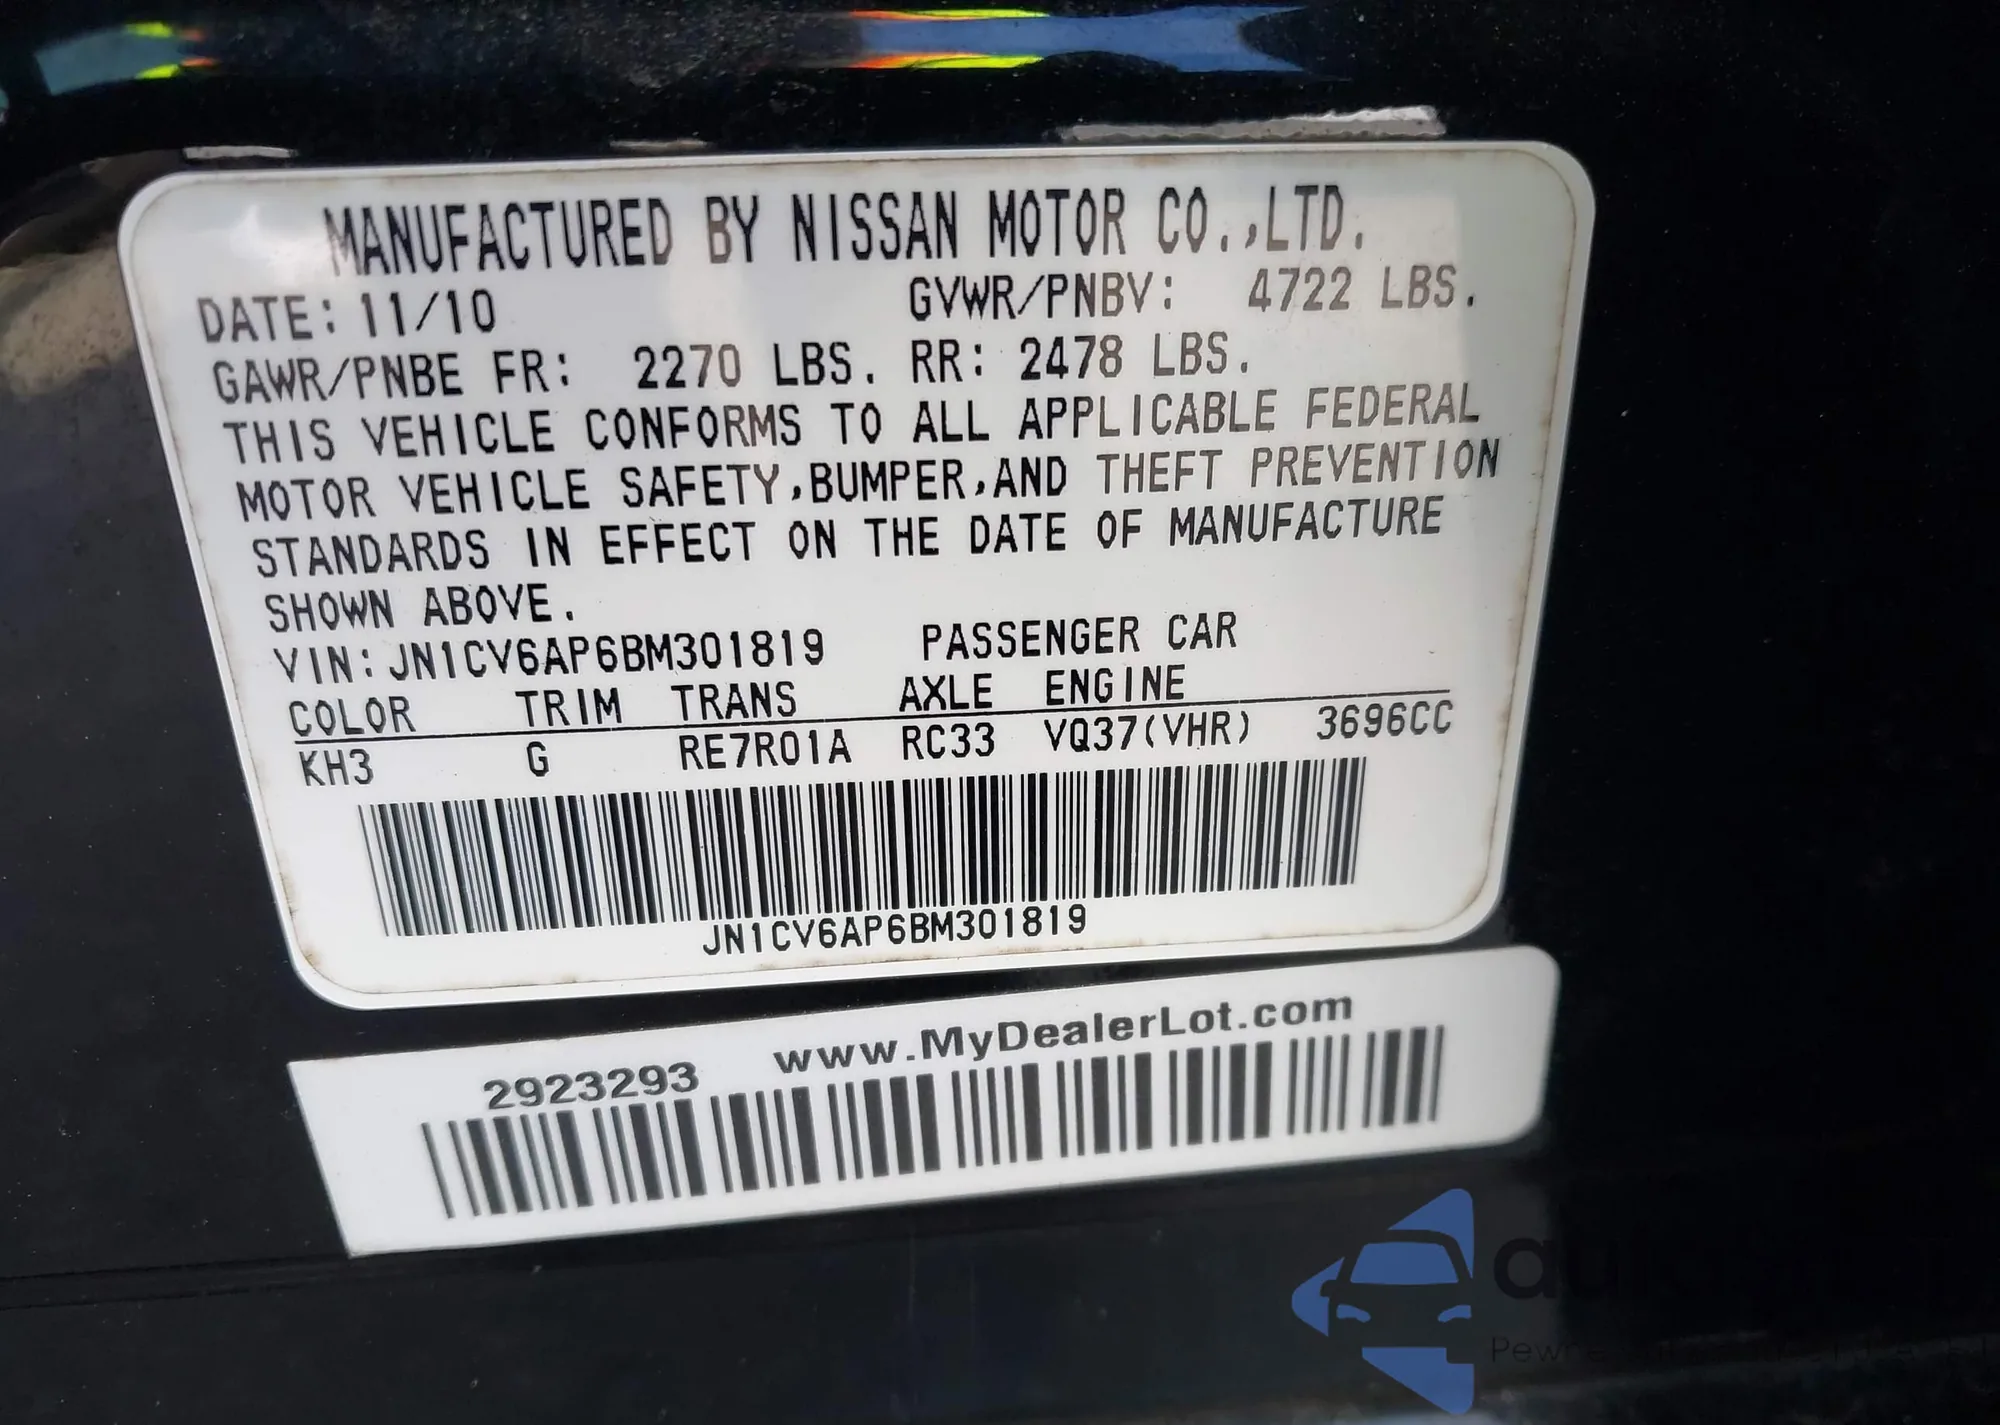 MANUFACTURED BY NISSAN MOTOR CO.,LTD.
DATE: 11/10 GVWR/PNBV: 4722 LBS.
GAWR/PNBE FR: 2270 LBS. RR: 2478 LBS.
THIS VEHICLE CONFORMS TO ALL APPLICABLE FEDERAL
MOTOR VEHICLE SAFETY,BUMPER,AND THEFT PREVENTION
STANDARDS IN EFFECT ON THE DATE OF MANUFACTURE
SHOWN ABOVE.
VIN: JN1CV6AP6BM301819 PASSENGER CAR
COLOR TRIM TRANS AXLE ENGINE
KH3 G RE7R01A RC33 VQ37(VHR) 3696CC
JN1CV6AP6BM301819
2923293 www.MyDealerLot.com